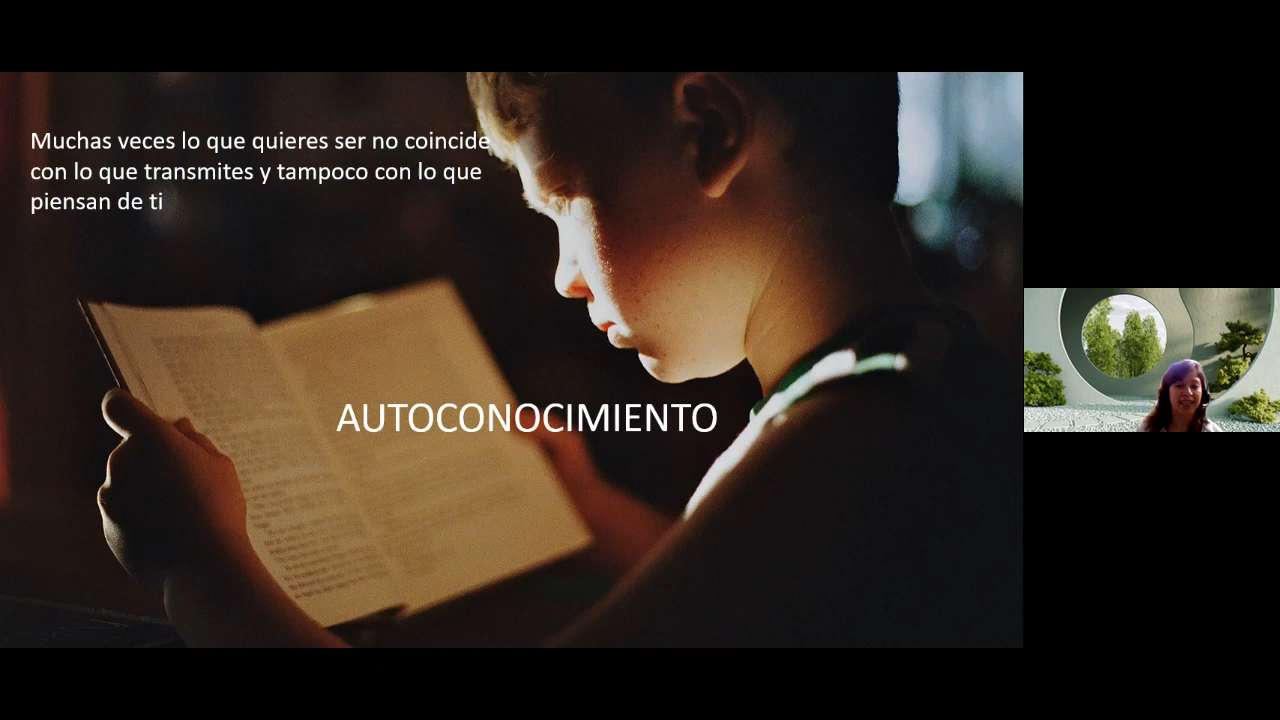 Muchas veces lo que quieres ser no coincide
con lo que transmites y tampoco con lo que
piensan de ti
AUTOCONOCIMIENTO